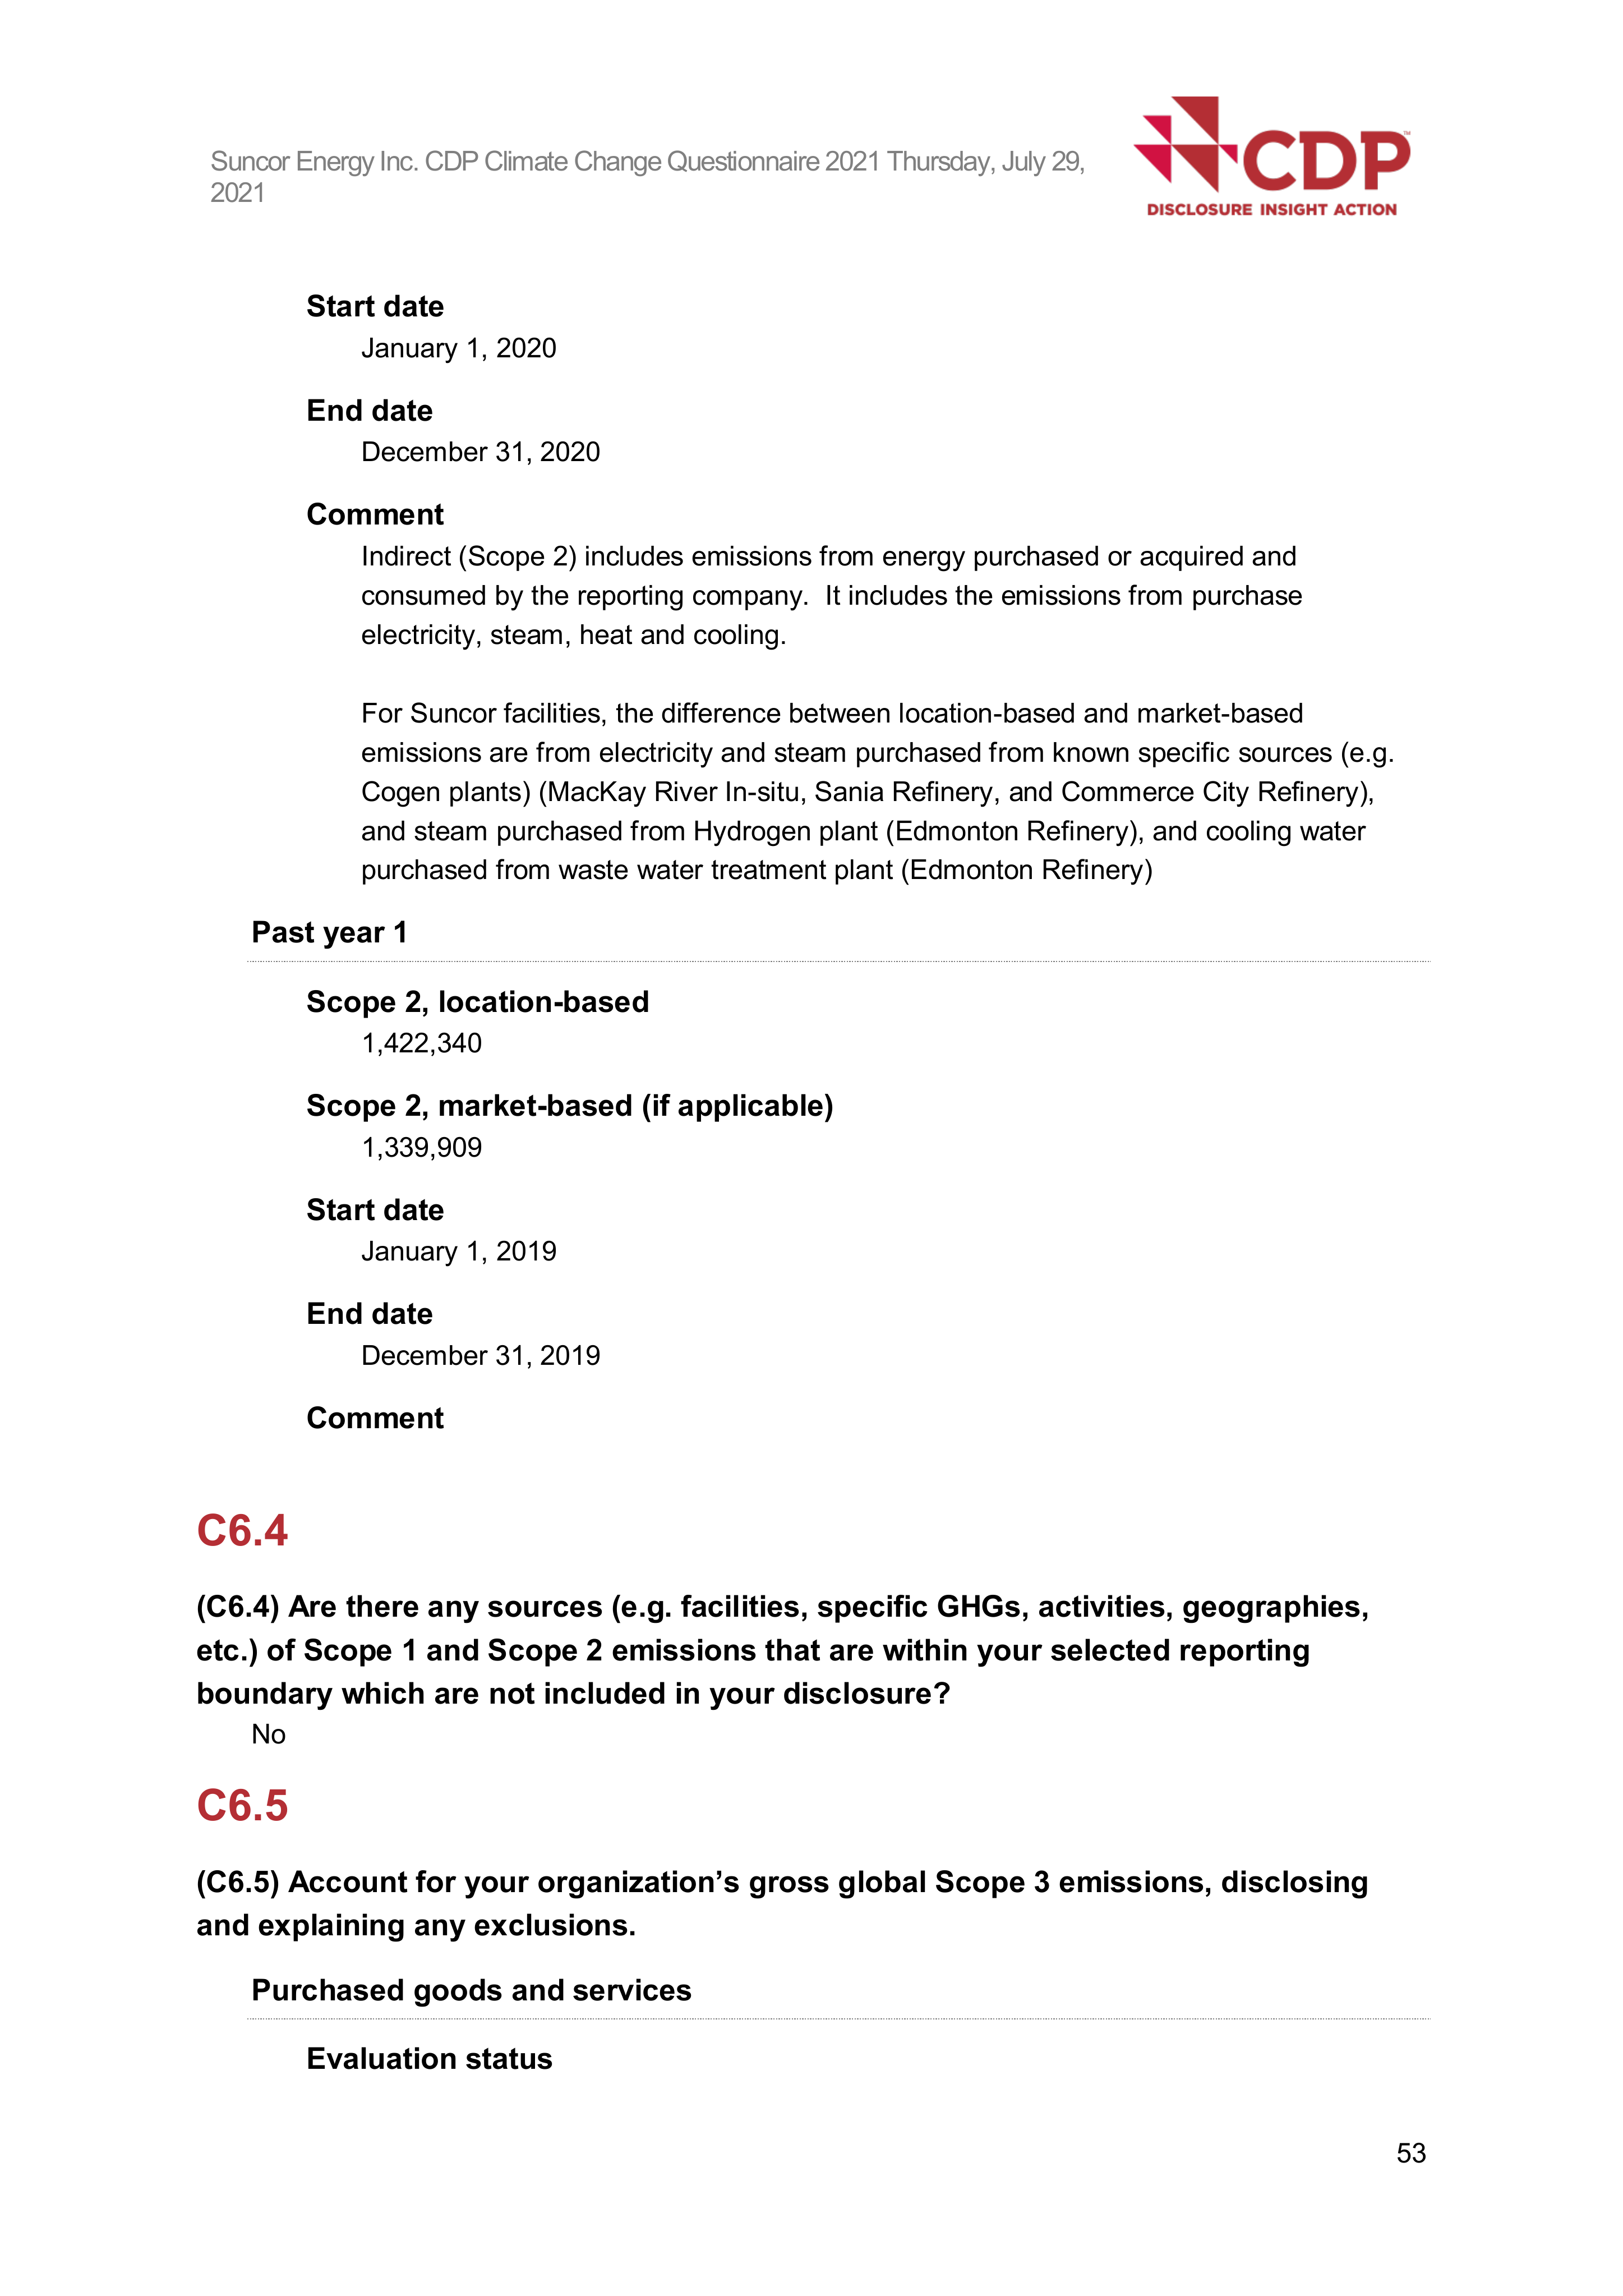 Suncor Energy Inc. CDP Climate Change Questionnaire 2021 Thursday, July 29,
2021
CDP™
DISCLOSURE INSIGHT ACTION
Start date
January 1, 2020
End date
December 31, 2020
Comment
Indirect (Scope 2) includes emissions from energy purchased or acquired and
consumed by the reporting company.  It includes the emissions from purchase
electricity, steam, heat and cooling.
For Suncor facilities, the difference between location-based and market-based
emissions are from electricity and steam purchased from known specific sources (e.g.
Cogen plants) (MacKay River In-situ, Sania Refinery, and Commerce City Refinery),
and steam purchased from Hydrogen plant (Edmonton Refinery), and cooling water
purchased from waste water treatment plant (Edmonton Refinery)
Past year 1
Scope 2, location-based
1,422,340
Scope 2, market-based (if applicable)
1,339,909
Start date
January 1, 2019
End date
December 31, 2019
Comment
C6.4
(C6.4) Are there any sources (e.g. facilities, specific GHGs, activities, geographies,
etc.) of Scope 1 and Scope 2 emissions that are within your selected reporting
boundary which are not included in your disclosure?
No
C6.5
(C6.5) Account for your organization’s gross global Scope 3 emissions, disclosing
and explaining any exclusions.
Purchased goods and services
Evaluation status
53